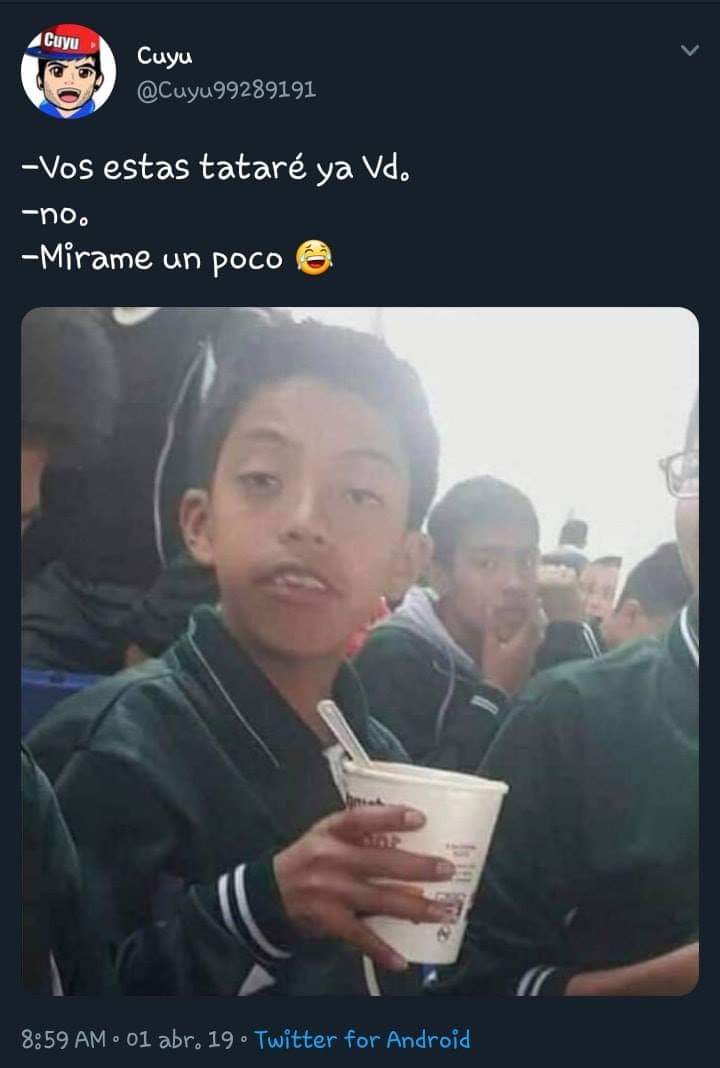 Cuyu
Cuyu
@Cuyu99289191
-Vos estas tataré ya Vd.
-no.
-Mirame un poco 😂
8:59 AM • 01 abr. 19 • Twitter for Android